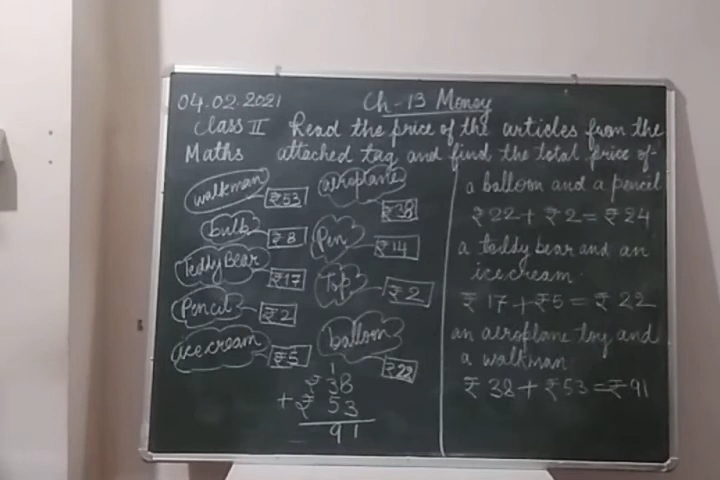 04.02.2021 Ch-13 Money
Class II Read the price of the articles from the
Maths attached tag and find the total price of-
walkman ₹53
aeroplane ₹38
bulb ₹8
Pen ₹14
Teddy Bear ₹17
Top ₹2
Pencil ₹2
balloon ₹22
ice cream ₹5
1
₹ 38
+ ₹ 53
91
a balloon and a pencil
₹22 + ₹2 = ₹24
a teddy bear and an
ice cream.
₹ 17 + ₹5 = ₹ 22
an aeroplane toy and
a walkman
₹ 38 + ₹53 = ₹91